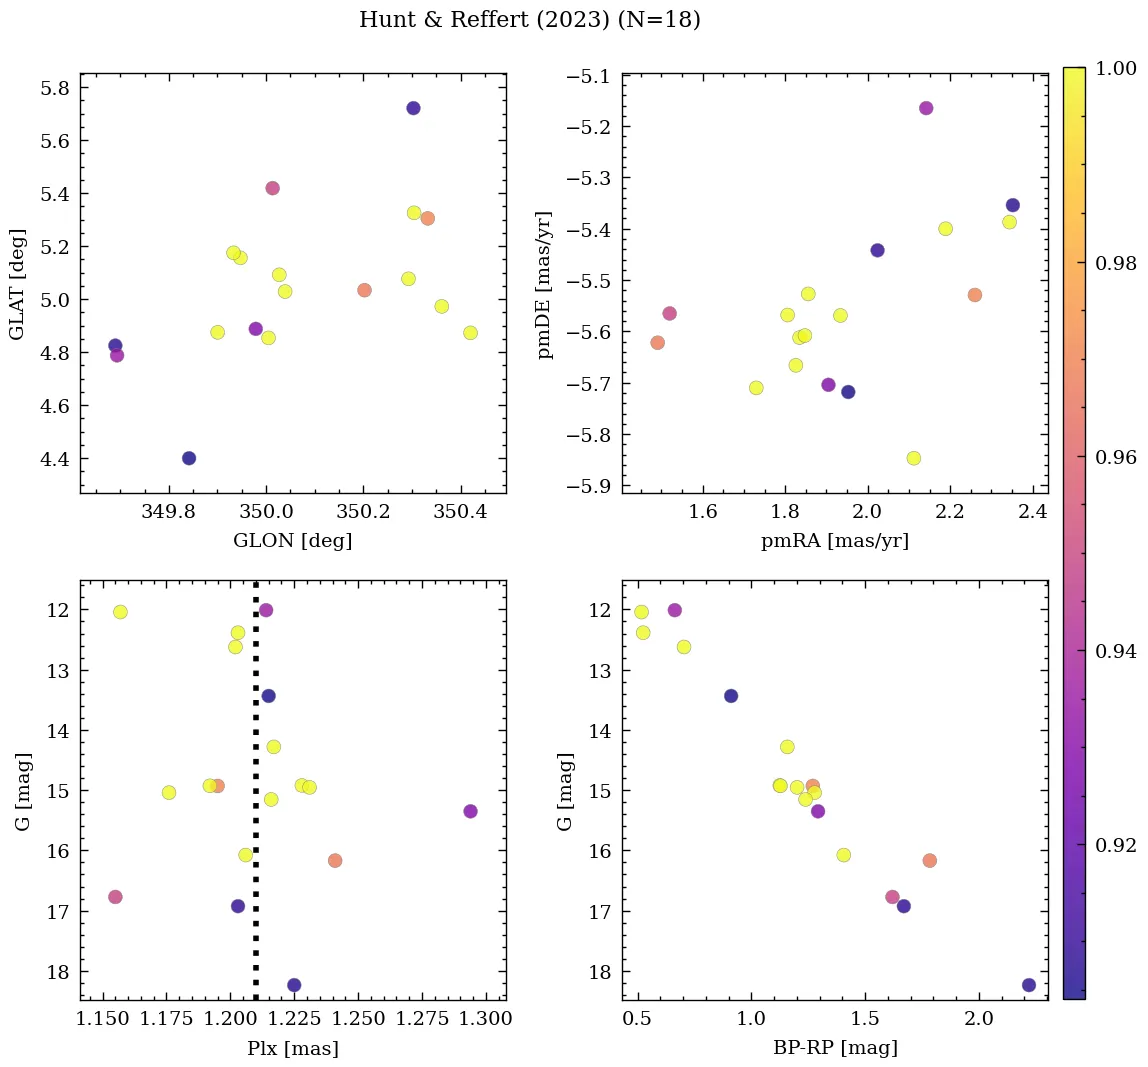 Hunt & Reffert (2023) (N=18)
5.8
5.6
5.4
5.2
5.0
4.8
4.6
4.4
GLAT [deg]
349.8 350.0 350.2 350.4
GLON [deg]
−5.1
−5.2
−5.3
−5.4
−5.5
−5.6
−5.7
−5.8
−5.9
pmDE [mas/yr]
1.6 1.8 2.0 2.2 2.4
pmRA [mas/yr]
12
13
14
15
16
17
18
G [mag]
1.150 1.175 1.200 1.225 1.250 1.275 1.300
Plx [mas]
12
13
14
15
16
17
18
G [mag]
0.5 1.0 1.5 2.0
BP-RP [mag]
1.00
0.98
0.96
0.94
0.92